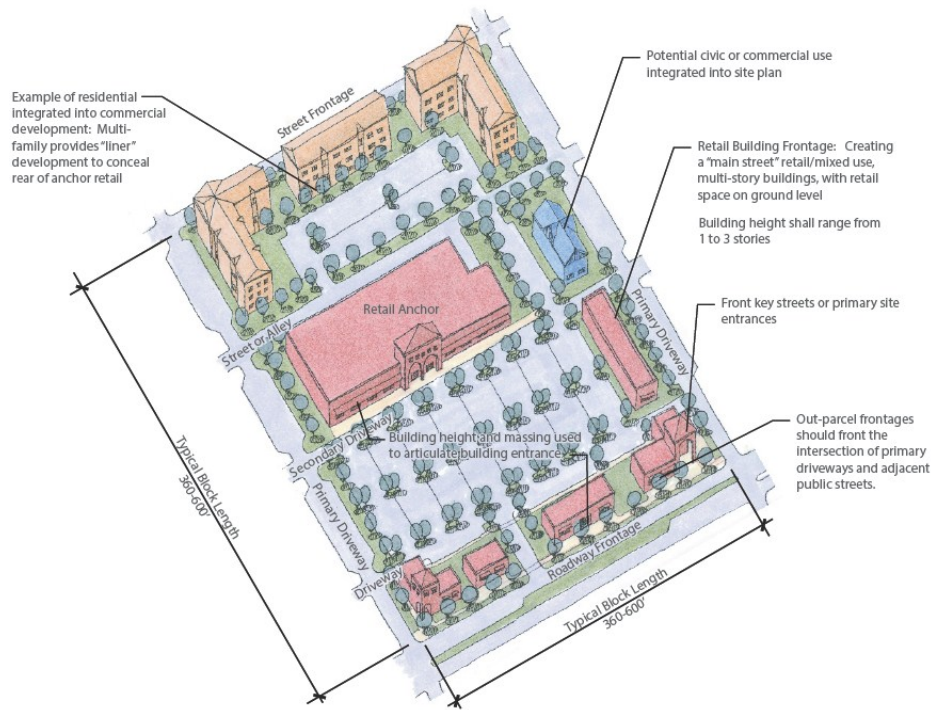 Potential civic or commercial use
integrated into site plan
Example of residential
integrated into commercial
development: Multi-
family provides "liner"
development to conceal
rear of anchor retail
Street Frontage
Retail Building Frontage: Creating
a "main street" retail/mixed use,
multi-story buildings, with retail
space on ground level
Building height shall range from
1 to 3 stories
Retail Anchor
Front key streets or primary site
entrances
Street or Alley
Primary Driveway
Out-parcel frontages
should front the
intersection of primary
driveways and adjacent
public streets.
Secondary Driveway
Building height and massing used
to articulate building entrance
Typical Block Length
360-600'
Primary Driveway
Driveway
Roadway Frontage
Typical Block Length
360-600'